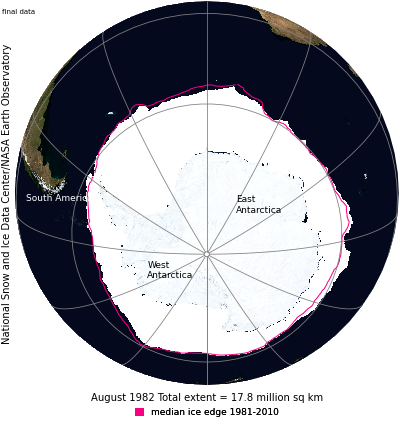 final data
National Snow and Ice Data Center/NASA Earth Observatory
South Americ
East
Antarctica
West
Antarctica
August 1982 Total extent = 17.8 million sq km
median ice edge 1981-2010